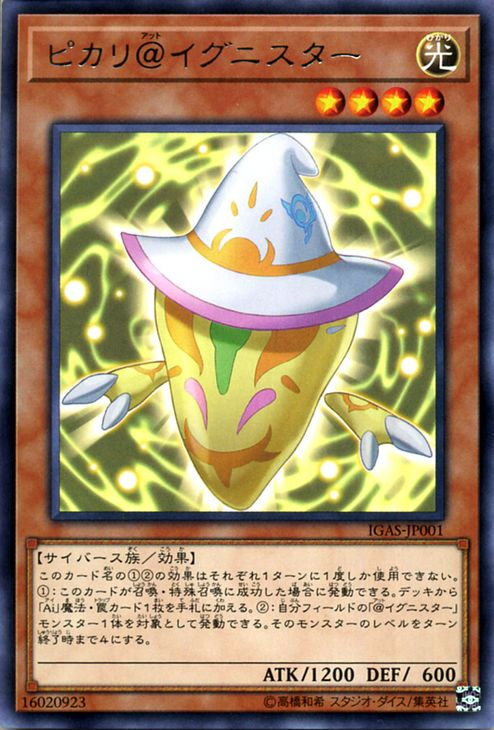 ピカリ@イグニスター
光
IGAS-JP001
【サイバース族/効果】
このカード名の①②の効果はそれぞれ1ターンに1度しか使用できない。
①:このカードが召喚・特殊召喚に成功した場合に発動できる。デッキから
「Ai」魔法・罠カード1枚を手札に加える。②:自分フィールドの「@イグニスター」
モンスター1体を対象として発動できる。そのモンスターのレベルをターン
終了時まで4にする。
ATK/1200 DEF/ 600
16020923 ©高橋和希 スタジオ・ダイス/集英社